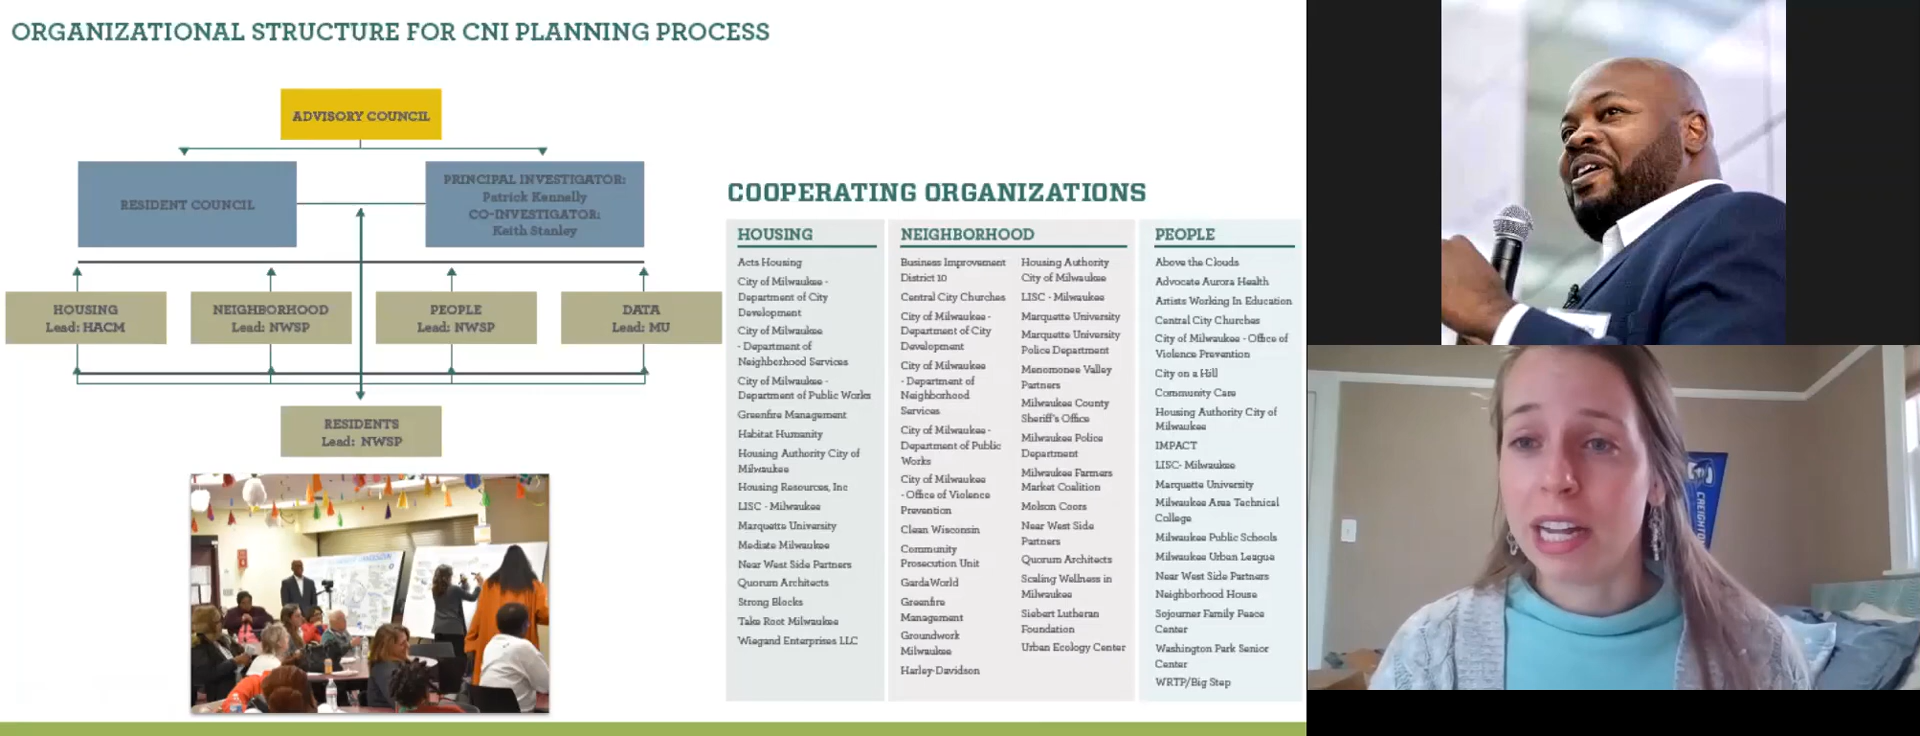 ORGANIZATIONAL STRUCTURE FOR CNI PLANNING PROCESS
ADVISORY COUNCIL
RESIDENT COUNCIL
PRINCIPAL INVESTIGATOR:
Patrick Kennelly
CO-INVESTIGATOR:
Keith Stanley
HOUSING
Lead: HACM
NEIGHBORHOOD
Lead: NWSP
PEOPLE
Lead: NWSP
DATA
Lead: MU
RESIDENTS
Lead: NWSP
COOPERATING ORGANIZATIONS
HOUSING
Acts Housing
City of Milwaukee -
Department of City
Development
City of Milwaukee
- Department of
Neighborhood Services
City of Milwaukee -
Department of Public Works
Greenfire Management
Habitat Humanity
Housing Authority City of
Milwaukee
Housing Resources, Inc
LISC - Milwaukee
Marquette University
Mediate Milwaukee
Near West Side Partners
Quorum Architects
Strong Blocks
Take Root Milwaukee
Wiegand Enterprises LLC
NEIGHBORHOOD
Business Improvement
District 10
Central City Churches
City of Milwaukee -
Department of City
Development
City of Milwaukee
- Department of
Neighborhood
Services
City of Milwaukee -
Department of Public
Works
City of Milwaukee
- Office of Violence
Prevention
Clean Wisconsin
Community
Prosecution Unit
GardaWorld
Greenfire
Management
Groundwork
Milwaukee
Harley-Davidson
Housing Authority
City of Milwaukee
LISC - Milwaukee
Marquette University
Marquette University
Police Department
Menomonee Valley
Partners
Milwaukee County
Sheriff's Office
Milwaukee Police
Department
Milwaukee Farmers
Market Coalition
Molson Coors
Near West Side
Partners
Quorum Architects
Scaling Wellness in
Milwaukee
Siebert Lutheran
Foundation
Urban Ecology Center
PEOPLE
Above the Clouds
Advocate Aurora Health
Artists Working In Education
Central City Churches
City of Milwaukee - Office of
Violence Prevention
City on a Hill
Community Care
Housing Authority City of
Milwaukee
IMPACT
LISC- Milwaukee
Marquette University
Milwaukee Area Technical
College
Milwaukee Public Schools
Milwaukee Urban League
Near West Side Partners
Neighborhood House
Sojourner Family Peace
Center
Washington Park Senior
Center
WRTP/Big Step
CREIGHTO